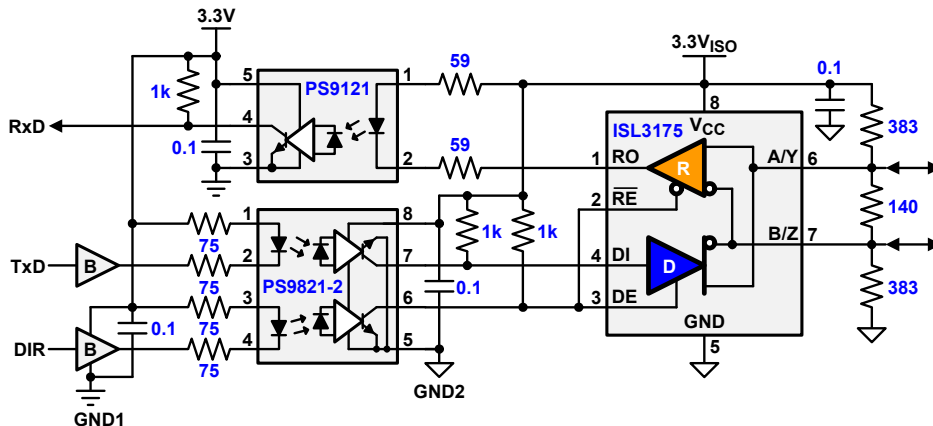 3.3V
3.3VISO
59
0.1
5
PS9121
1
8
1k
VCC
ISL3175
383
RxD
4
0.1
59
RO
R
A/Y
6
3
2
1
2
RE
140
1
8
1k
1k
B/Z
7
75
TxD
B
2
7
4
DI
D
75
PS9821-2
0.1
383
75
3
6
3
DE
0.1
GND
DIR
B
4
5
5
75
GND1
GND2